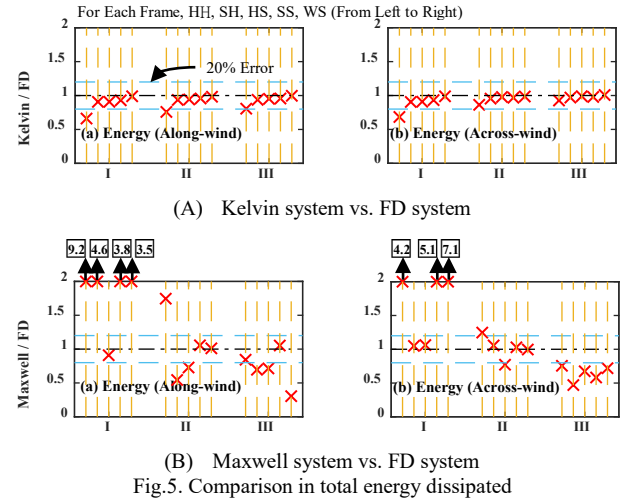 For Each Frame, HH, SH, HS, SS, WS (From Left to Right)
2
1.5
1
0.5
0
Kelvin / FD
20% Error
(a) Energy (Along-wind)
I II III
2
1.5
1
0.5
0
(b) Energy (Across-wind)
I II III
(A) Kelvin system vs. FD system
9.2 4.6 3.8 3.5
2
1.5
1
0.5
0
Maxwell / FD
(a) Energy (Along-wind)
I II III
4.2 5.1 7.1
2
1.5
1
0.5
0
(b) Energy (Across-wind)
I II III
(B) Maxwell system vs. FD system
Fig.5. Comparison in total energy dissipated